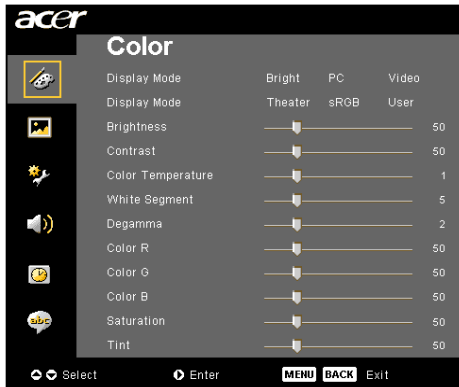 acer
Color
Display Mode Bright PC Video
Display Mode Theater sRGB User
Brightness 50
Contrast 50
Color Temperature 1
White Segment 5
Degamma 2
Color R 50
Color G 50
Color B 50
Saturation 50
Tint 50
abc
Select Enter MENU BACK Exit